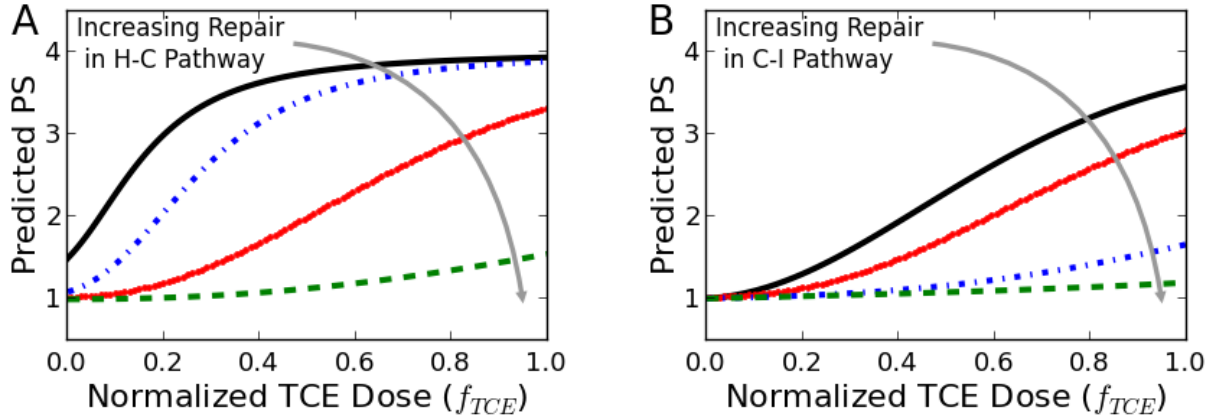 A
Increasing Repair
in H-C Pathway
Predicted PS
4
3
2
1
0.0 0.2 0.4 0.6 0.8 1.0
Normalized TCE Dose (f_TCE)
B
Increasing Repair
in C-I Pathway
Predicted PS
4
3
2
1
0.0 0.2 0.4 0.6 0.8 1.0
Normalized TCE Dose (f_TCE)